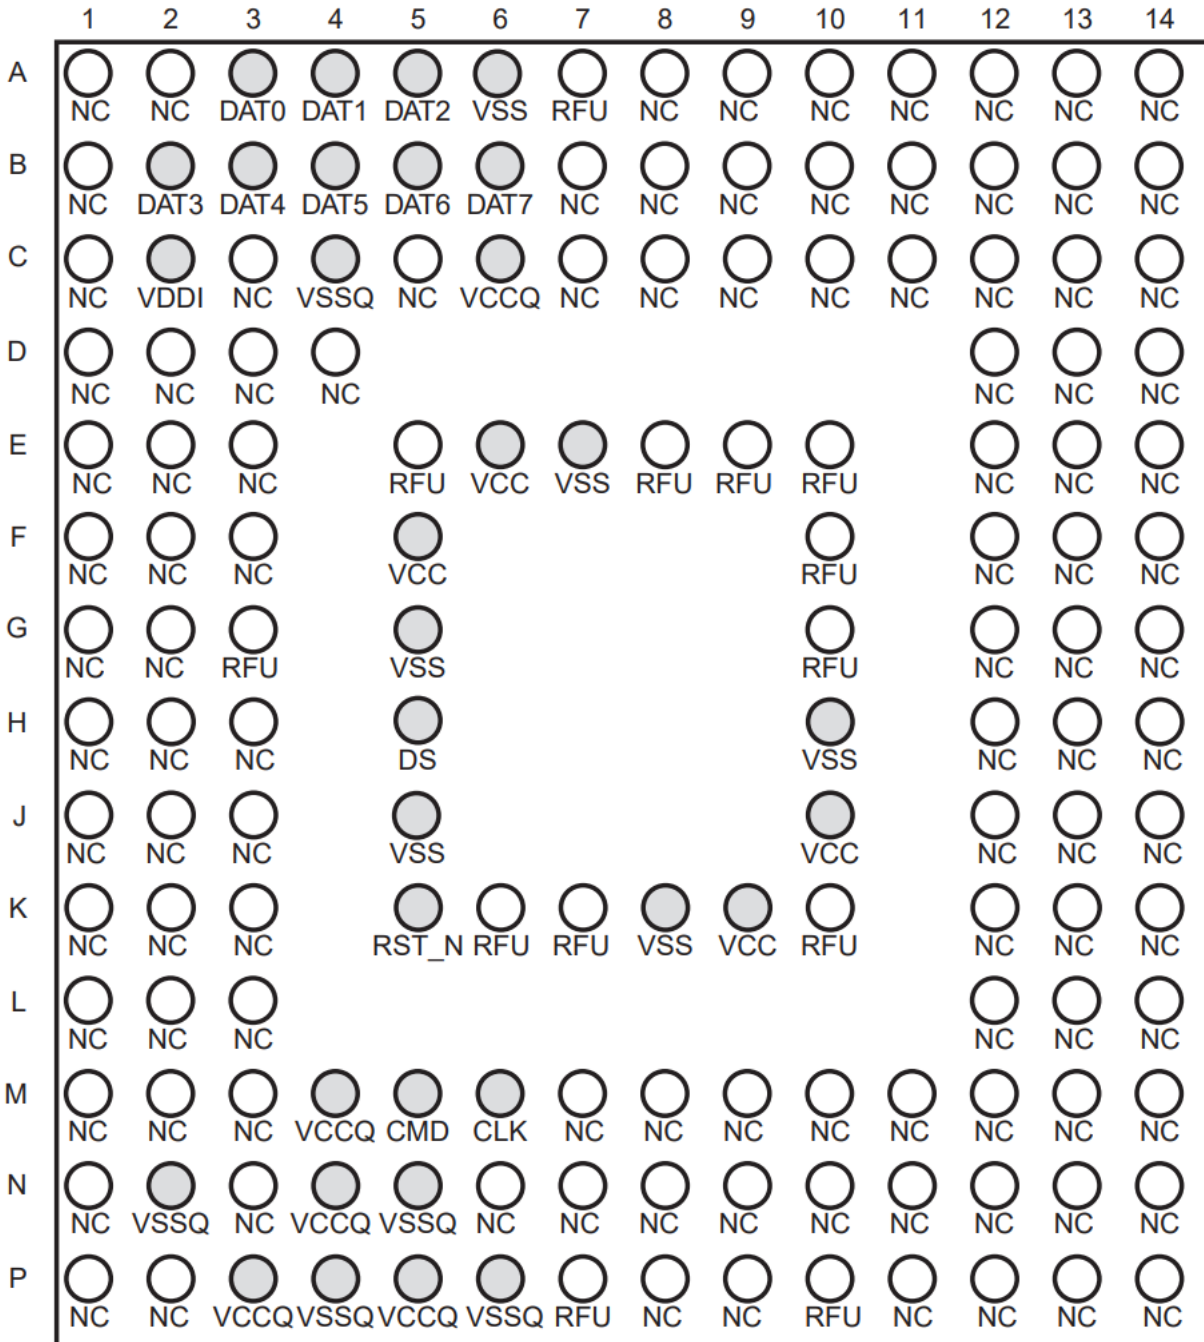 1 2 3 4 5 6 7 8 9 10 11 12 13 14
A
NC NC DAT0 DAT1 DAT2 VSS RFU NC NC NC NC NC NC NC
B
NC DAT3 DAT4 DAT5 DAT6 DAT7 NC NC NC NC NC NC NC NC
C
NC VDDI NC VSSQ NC VCCQ NC NC NC NC NC NC NC NC
D
NC NC NC NC NC NC NC
E
NC NC NC RFU VCC VSS RFU RFU RFU NC NC NC
F
NC NC NC VCC RFU NC NC NC
G
NC NC RFU VSS RFU NC NC NC
H
NC NC NC DS VSS NC NC NC
J
NC NC NC VSS VCC NC NC NC
K
NC NC NC RST_N RFU RFU VSS VCC RFU NC NC NC
L
NC NC NC NC NC NC
M
NC NC NC VCCQ CMD CLK NC NC NC NC NC NC NC NC
N
NC VSSQ NC VCCQ VSSQ NC NC NC NC NC NC NC NC NC
P
NC NC VCCQ VSSQ VCCQ VSSQ RFU NC NC RFU NC NC NC NC